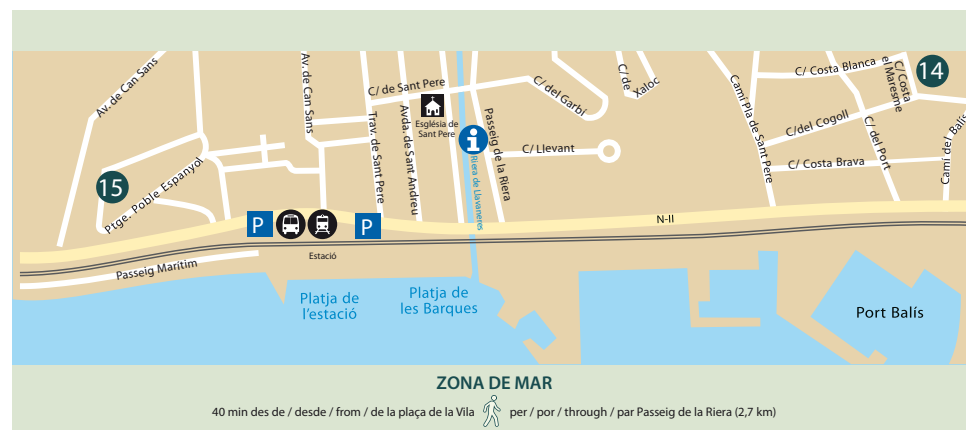 Av. de Can Sans
Av. de Can Sans
C/ de Sant Pere
Trav. de Sant Pere
Avda. de Sant Andreu
Església de
Sant Pere
Riera de Llavaneres
Passeig de la Riera
C/ del Garbí
C/ de
Xaloc
C/ Llevant
Camí Pla de Sant Pere
C/ Costa Blanca
C/ Costa
el Maresme
14
C/del Cogoll
C/ del Port
C/ Costa Brava
Camí del Balís
15
Ptge. Poble Espanyol
P
P
i
N-II
Estació
Passeig Marítim
Platja de
l'estació
Platja de
les Barques
Port Balís
ZONA DE MAR
40 min des de / desde / from / de la plaça de la Vila per / por / through / par Passeig de la Riera (2,7 km)